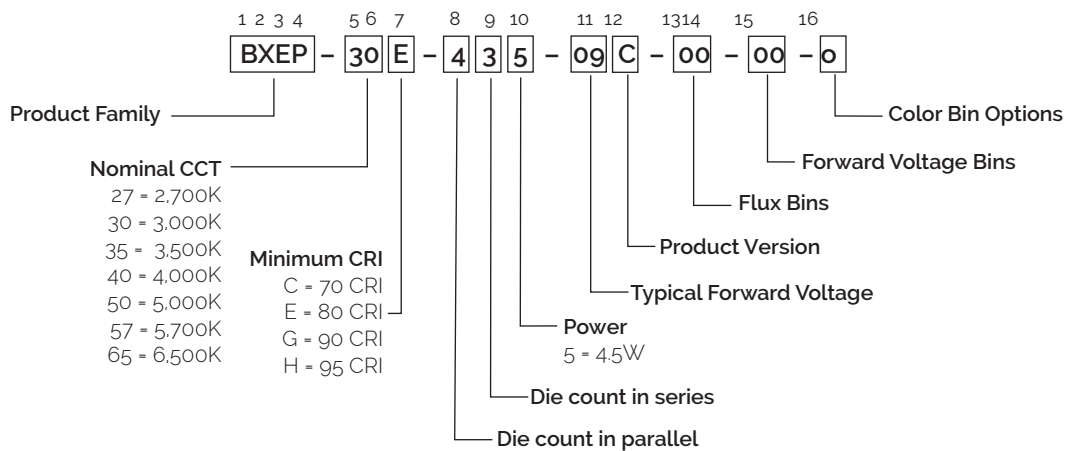 1 2 3 4 5 6 7 8 9 10 11 12 1314 15 16
BXEP – 30 E – 4 3 5 – 09 C – 00 – 00 – 0
Product Family
Color Bin Options
Forward Voltage Bins
Nominal CCT
27 = 2,700K
30 = 3,000K
35 = 3,500K
40 = 4,000K
50 = 5,000K
57 = 5,700K
65 = 6,500K
Flux Bins
Product Version
Minimum CRI
C = 70 CRI
E = 80 CRI
G = 90 CRI
H = 95 CRI
Typical Forward Voltage
Power
5 = 4.5W
Die count in series
Die count in parallel